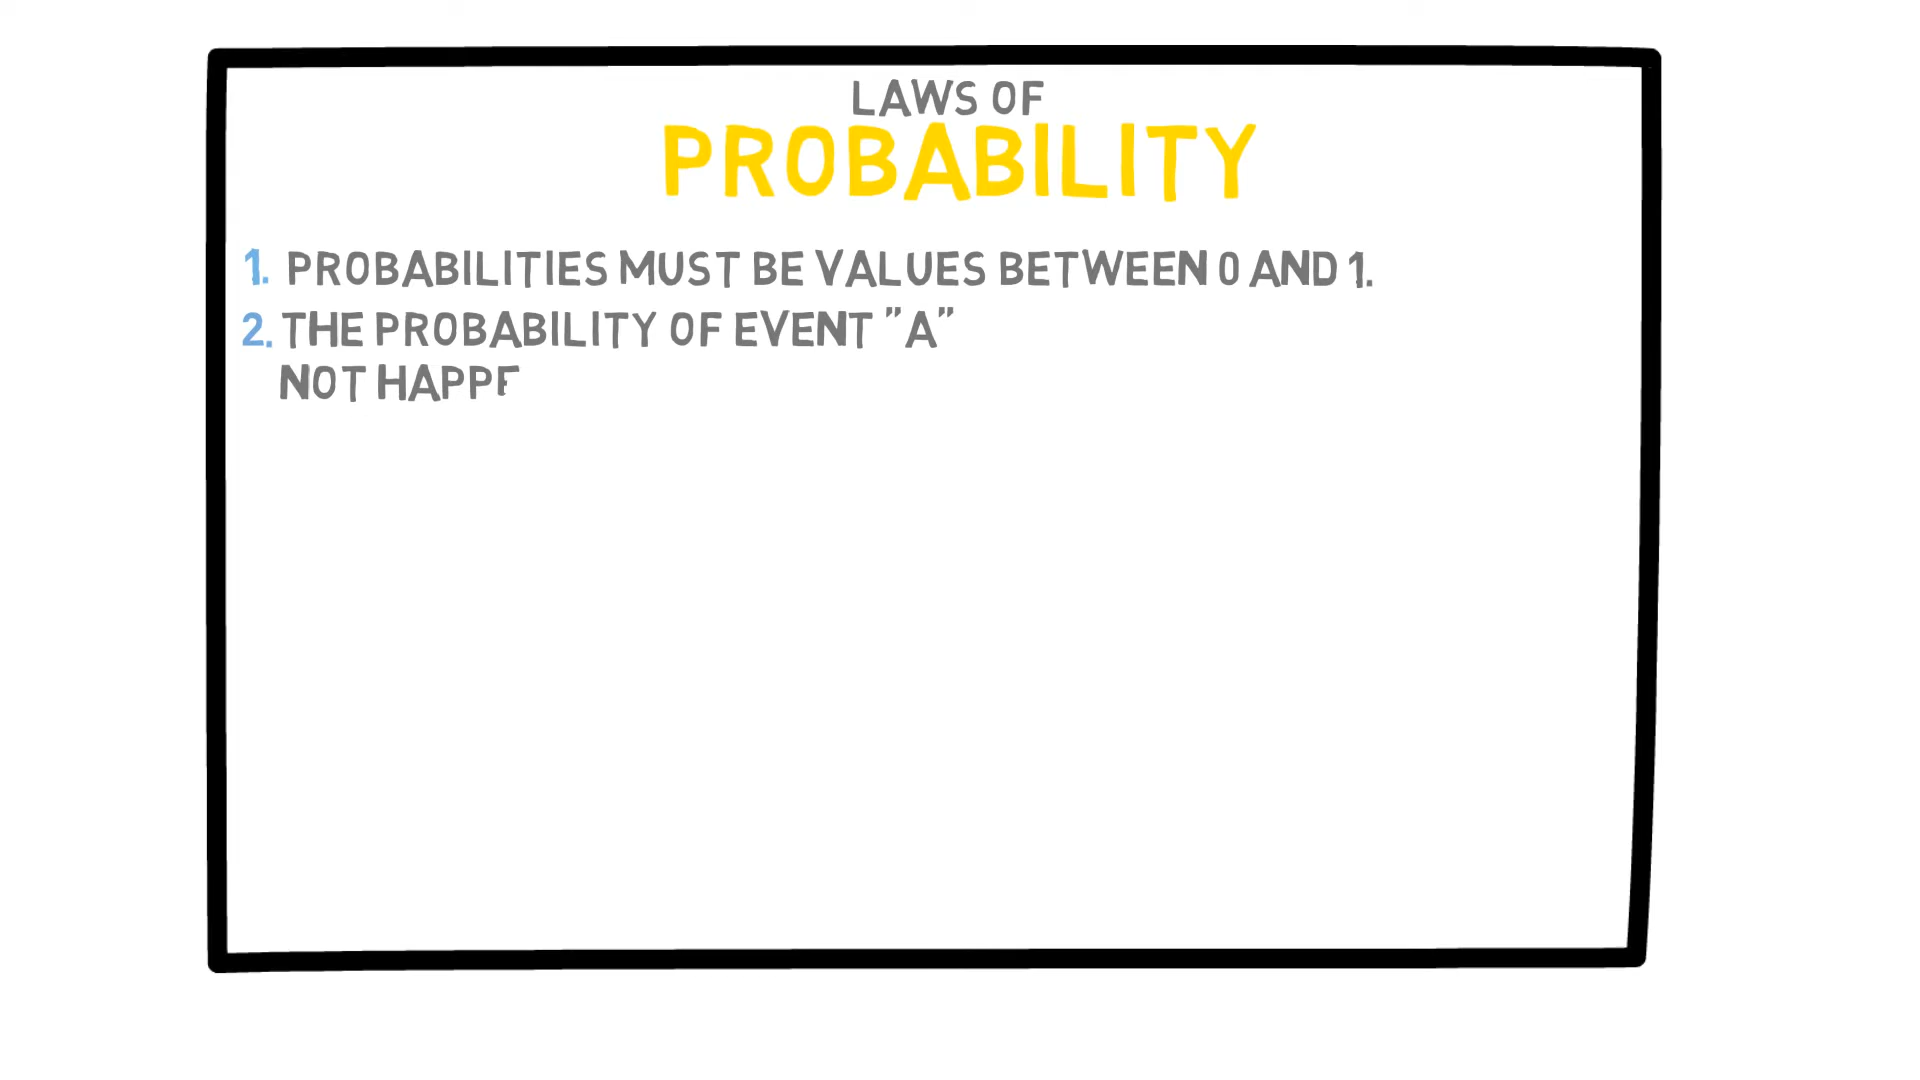 LAWS OF
PROBABILITY
1. PROBABILITIES MUST BE VALUES BETWEEN 0 AND 1.
2. THE PROBABILITY OF EVENT "A"
NOT